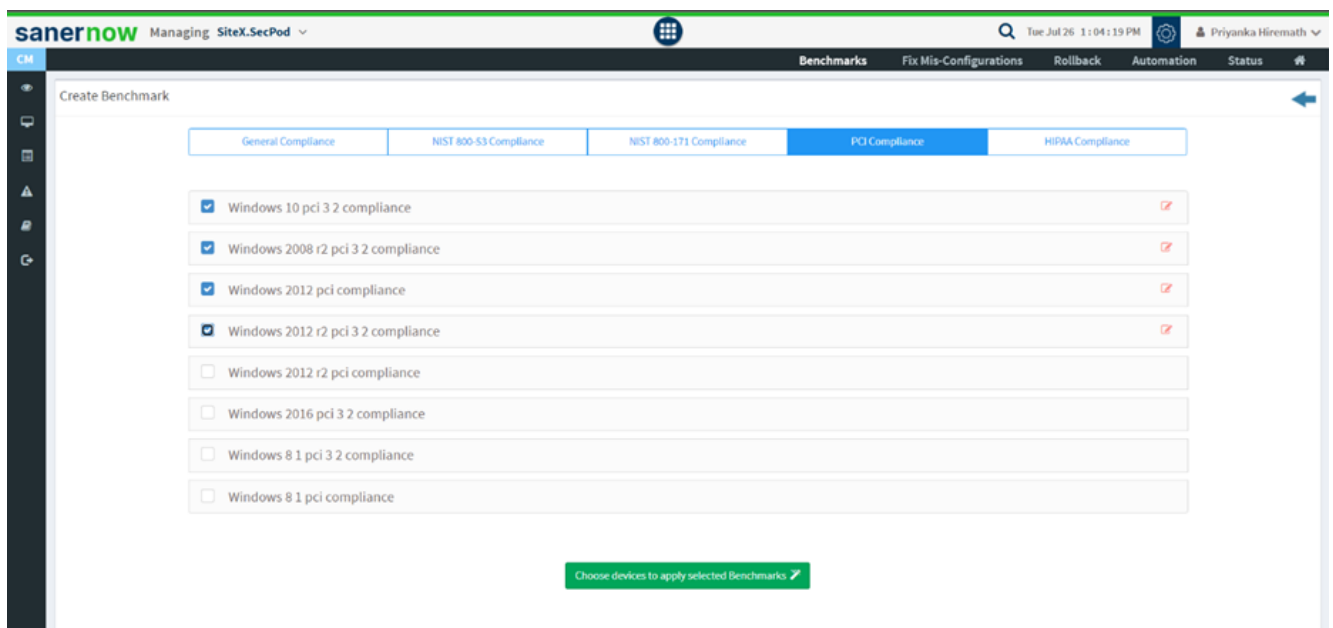 sanernow Managing SiteX.SecPod Tue Jul 26 1:04:19 PM Priyanka Hiremath
CM Benchmarks Fix Mis-Configurations Rollback Automation Status
Create Benchmark
General Compliance NIST 800-53 Compliance NIST 800-171 Compliance PCI Compliance HIPAA Compliance
Windows 10 pci 3 2 compliance
Windows 2008 r2 pci 3 2 compliance
Windows 2012 pci compliance
Windows 2012 r2 pci 3 2 compliance
Windows 2012 r2 pci compliance
Windows 2016 pci 3 2 compliance
Windows 8 1 pci 3 2 compliance
Windows 8 1 pci compliance
Choose devices to apply selected Benchmarks